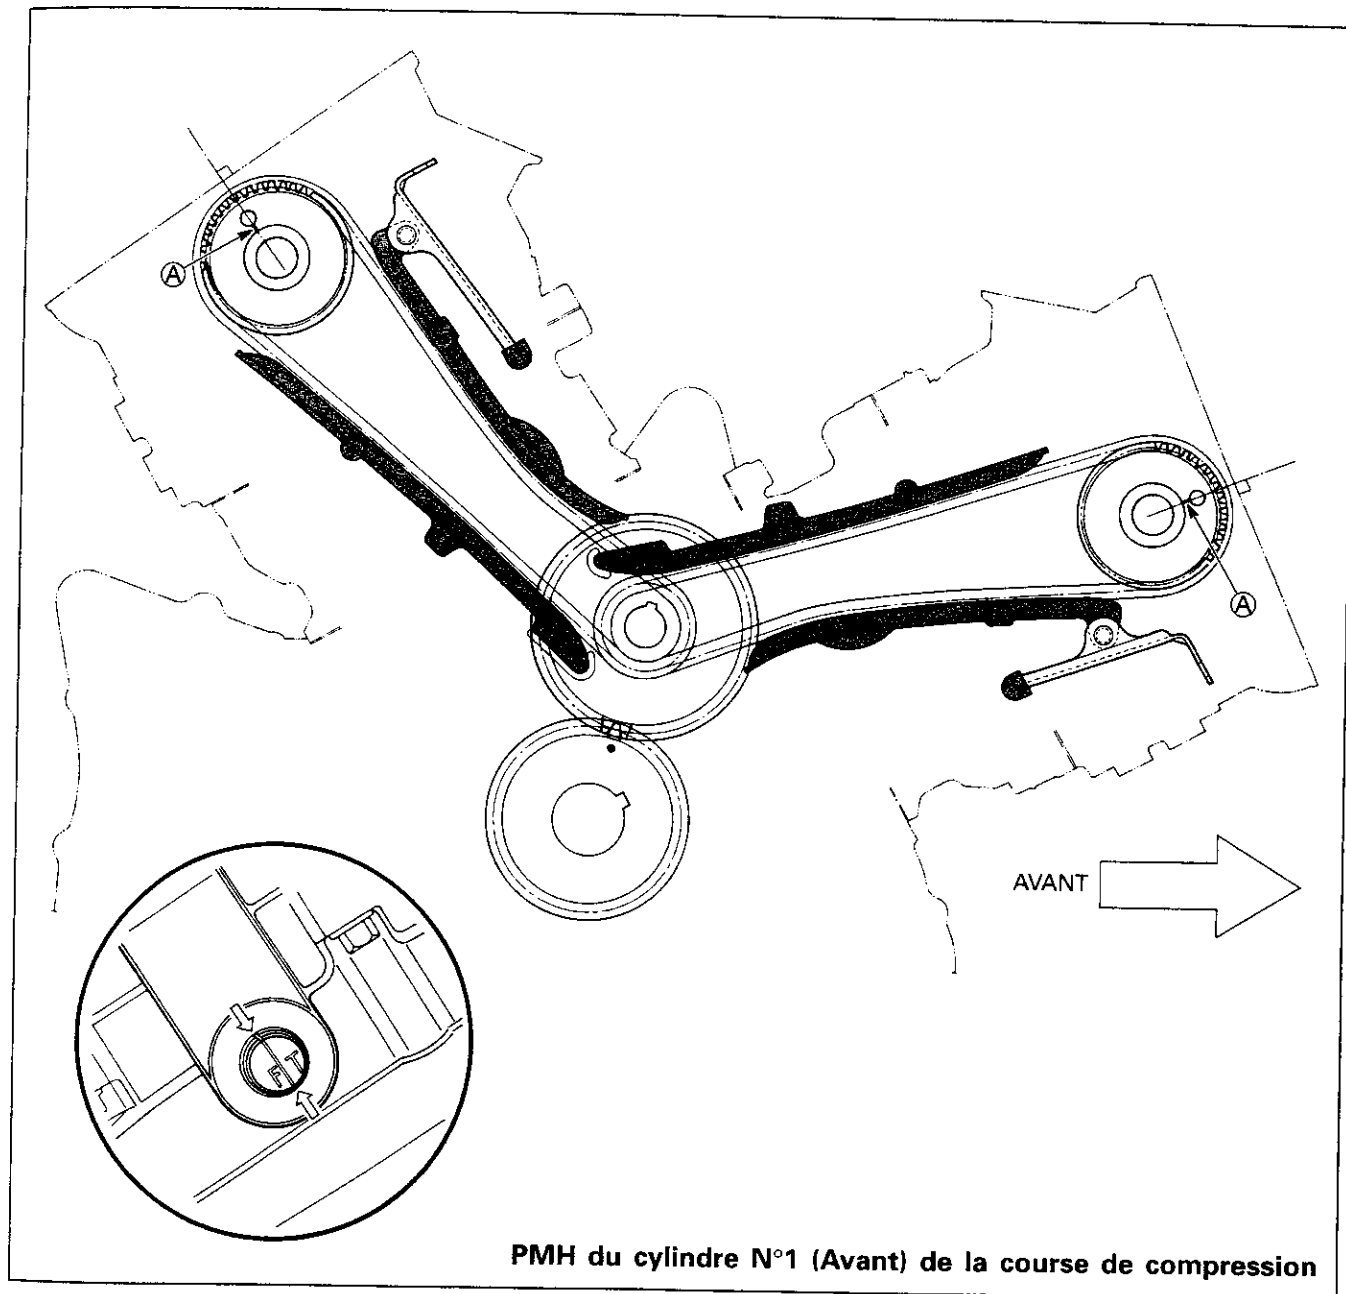 A
A
AVANT
F T
PMH du cylindre N°1 (Avant) de la course de compression